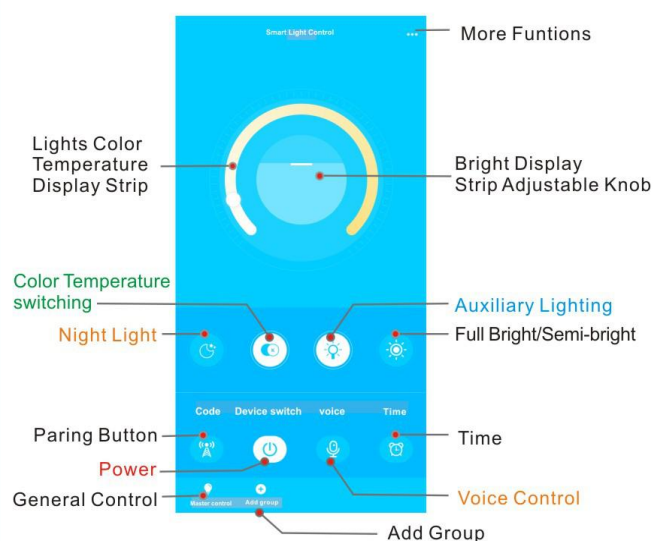 Smart Light Control
More Funtions
Lights Color
Temperature
Display Strip
Bright Display
Strip Adjustable Knob
Color Temperature
switching
Auxiliary Lighting
Night Light
Full Bright/Semi-bright
Code Device switch voice Time
Paring Button
Time
Power
General Control
Voice Control
Master control Add group
Add Group